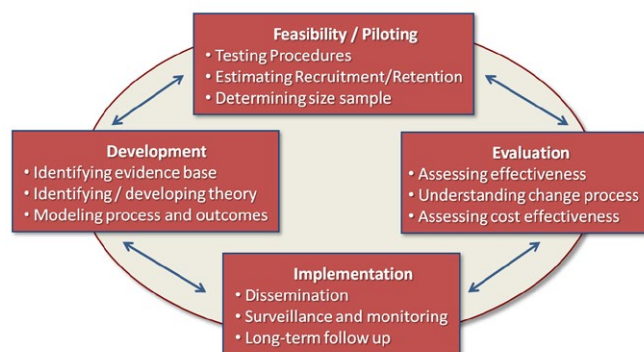 Feasibility / Piloting
• Testing Procedures
• Estimating Recruitment/Retention
• Determining size sample
Development
• Identifying evidence base
• Identifying / developing theory
• Modeling process and outcomes
Evaluation
• Assessing effectiveness
• Understanding change process
• Assessing cost effectiveness
Implementation
• Dissemination
• Surveillance and monitoring
• Long-term follow up